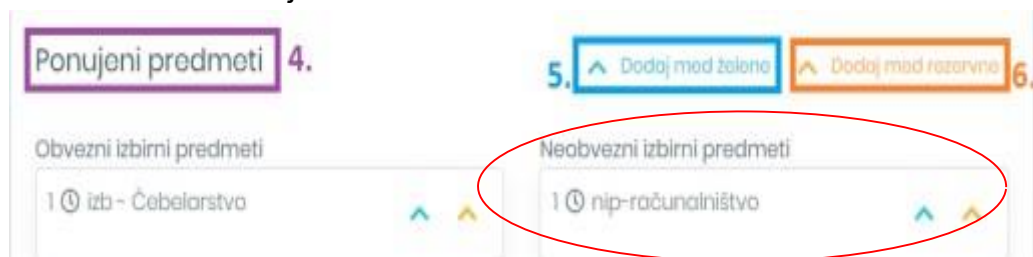 Ponujeni predmeti 4.
5. Dodaj med želene Dodaj med rezervne 6.
Obvezni izbirni predmeti
Neobvezni izbirni predmeti
1 izb - Čebelarstvo
1 nip-računalništvo